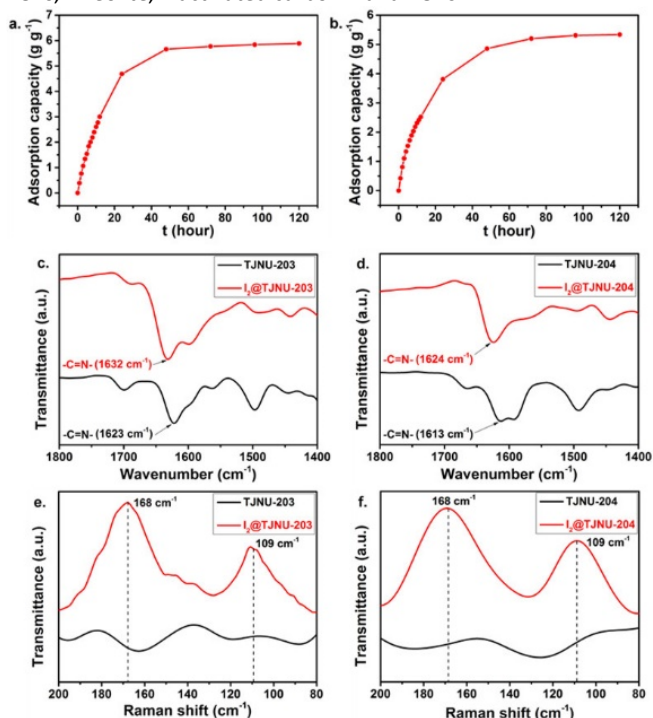 a.
Adsorption capacity (g g⁻¹)
7
6
5
4
3
2
1
0
0 20 40 60 80 100 120
t (hour)
b.
Adsorption capacity (g g⁻¹)
6
5
4
3
2
1
0
0 20 40 60 80 100 120
t (hour)
c.
TJNU-203
I₂@TJNU-203
-C=N- (1632 cm⁻¹)
-C=N- (1623 cm⁻¹)
Transmittance (a.u.)
1800 1700 1600 1500 1400
Wavenumber (cm⁻¹)
d.
TJNU-204
I₂@TJNU-204
-C=N- (1624 cm⁻¹)
-C=N- (1613 cm⁻¹)
Transmittance (a.u.)
1800 1700 1600 1500 1400
Wavenumber (cm⁻¹)
e.
168 cm⁻¹
TJNU-203
I₂@TJNU-203
109 cm⁻¹
Transmittance (a.u.)
200 180 160 140 120 100 80
Raman shift (cm⁻¹)
f.
168 cm⁻¹
TJNU-204
I₂@TJNU-204
109 cm⁻¹
Transmittance (a.u.)
200 180 160 140 120 100 80
Raman shift (cm⁻¹)